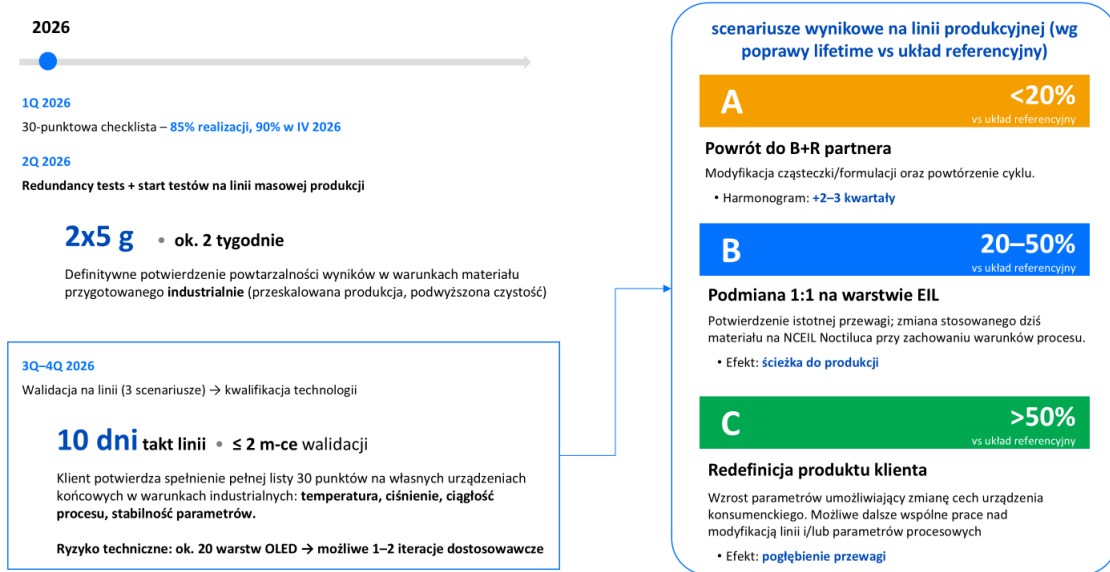 2026
1Q 2026
30-punktowa checklista – 85% realizacji, 90% w IV 2026
2Q 2026
Redundancy tests + start testów na linii masowej produkcji
2x5 g • ok. 2 tygodnie
Definitywne potwierdzenie powtarzalności wyników w warunkach materiału
przygotowanego industrialnie (przeskalowana produkcja, podwyższona czystość)
3Q–4Q 2026
Walidacja na linii (3 scenariusze) → kwalifikacja technologii
10 dni takt linii • ≤ 2 m-ce walidacji
Klient potwierdza spełnienie pełnej listy 30 punktów na własnych urządzeniach
końcowych w warunkach industrialnych: temperatura, ciśnienie, ciągłość
procesu, stabilność parametrów.
Ryzyko techniczne: ok. 20 warstw OLED → możliwe 1–2 iteracje dostosowawcze
scenariusze wynikowe na linii produkcyjnej (wg
poprawy lifetime vs układ referencyjny)
A <20%
vs układ referencyjny
Powrót do B+R partnera
Modyfikacja cząsteczki/formulacji oraz powtórzenie cyklu.
• Harmonogram: +2–3 kwartały
B 20–50%
vs układ referencyjny
Podmiana 1:1 na warstwie EIL
Potwierdzenie istotnej przewagi; zmiana stosowanego dziś
materiału na NCEIL Noctiluca przy zachowaniu warunków procesu.
• Efekt: ścieżka do produkcji
C >50%
vs układ referencyjny
Redefinicja produktu klienta
Wzrost parametrów umożliwiający zmianę cech urządzenia
konsumenckiego. Możliwe dalsze wspólne prace nad
modyfikacją linii i/lub parametrów procesowych
• Efekt: pogłębienie przewagi